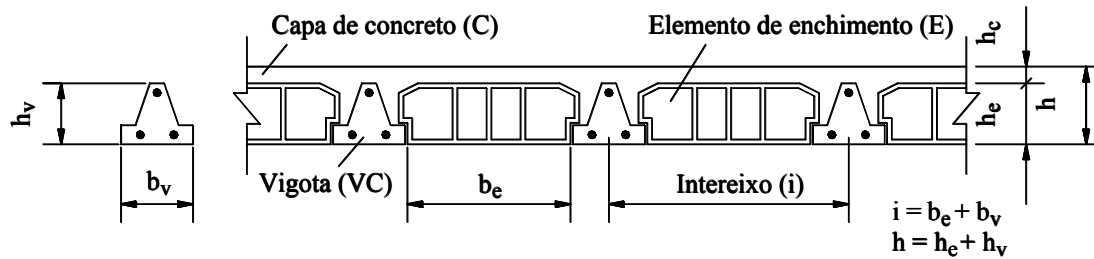 Capa de concreto (C)
Elemento de enchimento (E)
h_c
h_v
h_e
h
b_v
Vigota (VC)
b_e
Intereixo (i)
i = b_e + b_v
h = h_e + h_v